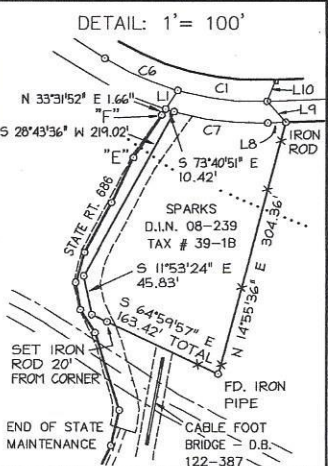 DETAIL: 1'= 100'
C6
C1
L10
L1
L9
N 33°31'52" E 1.66'
"F"
C7
L8
IRON
ROD
S 28°43'36" W 219.02'
"E"
S 73°40'51" E
10.42'
STATE RT. 686
SPARKS
D.I.N. 08-239
TAX # 39-1B
N 14°55'36" E 304.36'
S 11°53'24" E
45.83'
S 64°59'57" E
163.42' TOTAL
SET IRON
ROD 20'
FROM CORNER
FD. IRON
PIPE
END OF STATE
MAINTENANCE
CABLE FOOT
BRIDGE - D.B.
122-387